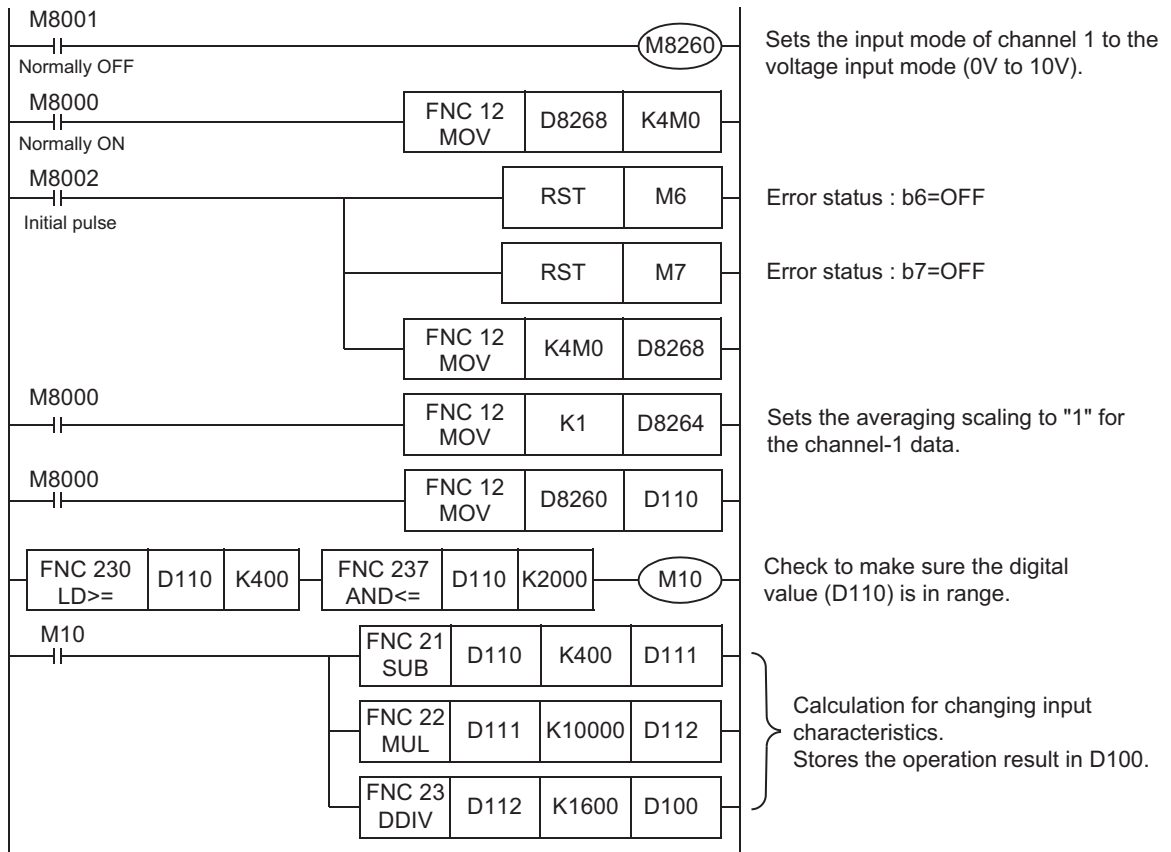 M8001
M8260
Normally OFF
Sets the input mode of channel 1 to the
voltage input mode (0V to 10V).
M8000
FNC 12
MOV
D8268
K4M0
Normally ON
M8002
RST
M6
Error status : b6=OFF
Initial pulse
RST
M7
Error status : b7=OFF
FNC 12
MOV
K4M0
D8268
M8000
FNC 12
MOV
K1
D8264
Sets the averaging scaling to "1" for
the channel-1 data.
M8000
FNC 12
MOV
D8260
D110
FNC 230
LD>=
D110
K400
FNC 237
AND<=
D110
K2000
M10
Check to make sure the digital
value (D110) is in range.
M10
FNC 21
SUB
D110
K400
D111
FNC 22
MUL
D111
K10000
D112
FNC 23
DDIV
D112
K1600
D100
Calculation for changing input
characteristics.
Stores the operation result in D100.